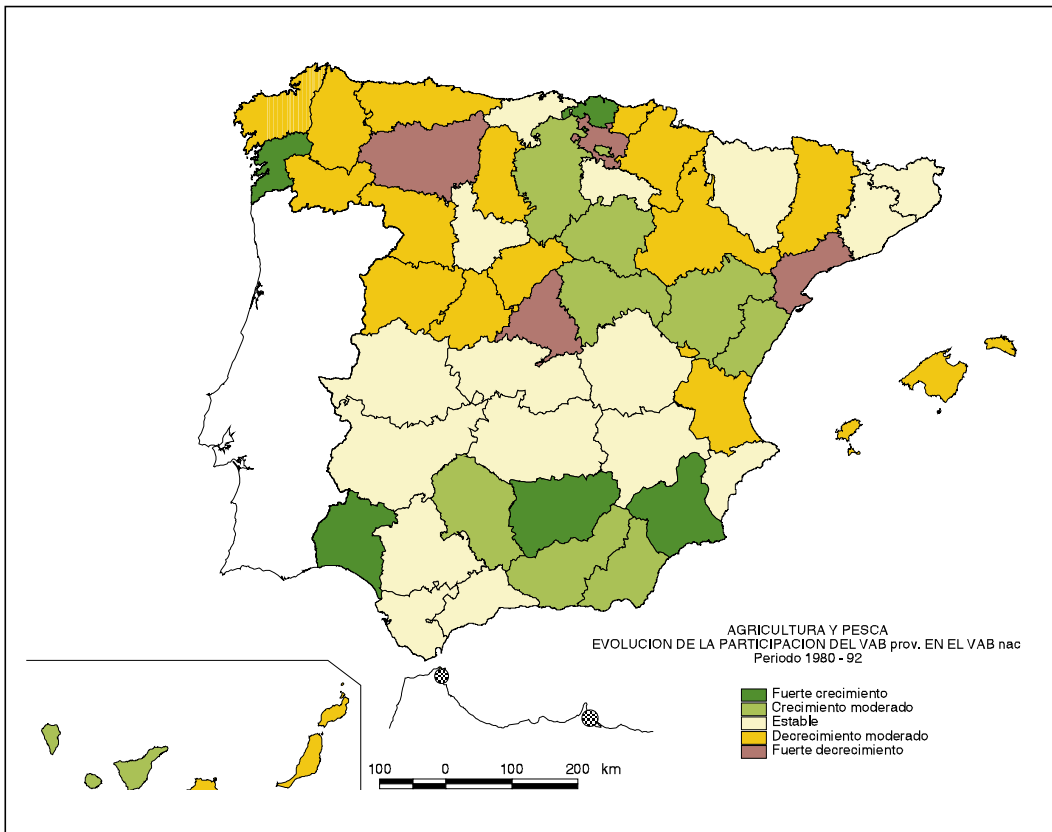 AGRICULTURA Y PESCA
EVOLUCION DE LA PARTICIPACION DEL VAB prov. EN EL VAB nac
Periodo 1980 - 92
Fuerte crecimiento
Crecimiento moderado
Estable
Decrecimiento moderado
Fuerte decrecimiento
100 0 100 200 km